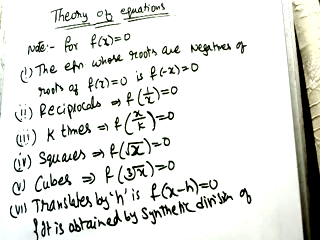 Theory of equations
Note:- for f(x)=0
(i) The eqn whose roots are Negatives of
roots of f(x)=0 is f(-x)=0
(ii) Reciprocals ⇒ f(1/x)=0
(iii) K times ⇒ f(x/k)=0
(iv) Squares ⇒ f(√x)=0
(v) Cubes ⇒ f(∛x)=0
(vi) Translates by 'h' is f(x-h)=0
{It is obtained by Synthetic division of